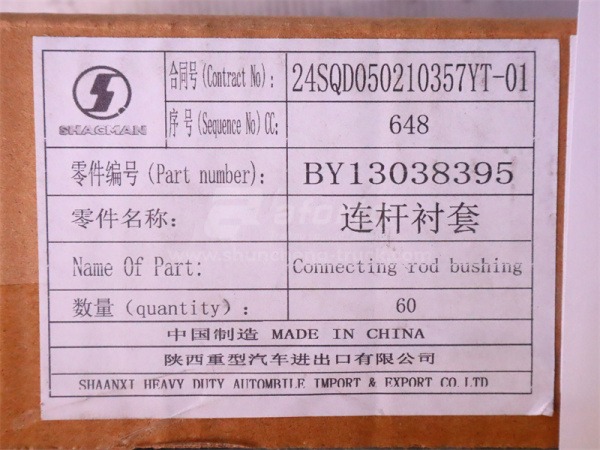 合同号(Contract No): 24SQD050210357YT-01
SHACMAN
序号(Sequence No)CC: 648
零件编号(Part number): BY13038395
零件名称: 连杆衬套
Name Of Part: Connecting rod bushing
数量(quantity): 60
中国制造 MADE IN CHINA
陕西重型汽车进出口有限公司
SHAANXI HEAVY DUTY AUTOMBILE IMPORT & EXPORT CO.LTD